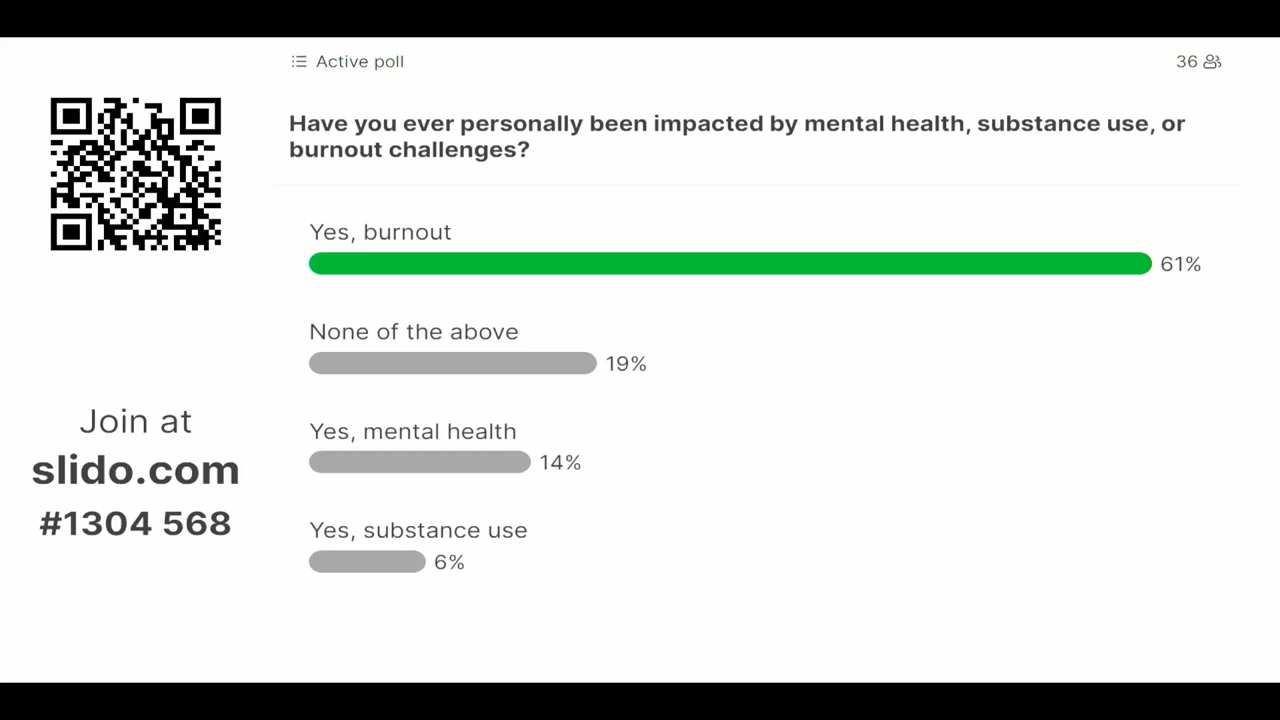 Active poll
36
Have you ever personally been impacted by mental health, substance use, or
burnout challenges?
Yes, burnout
61%
None of the above
19%
Yes, mental health
14%
Yes, substance use
6%
Join at
slido.com
#1304 568